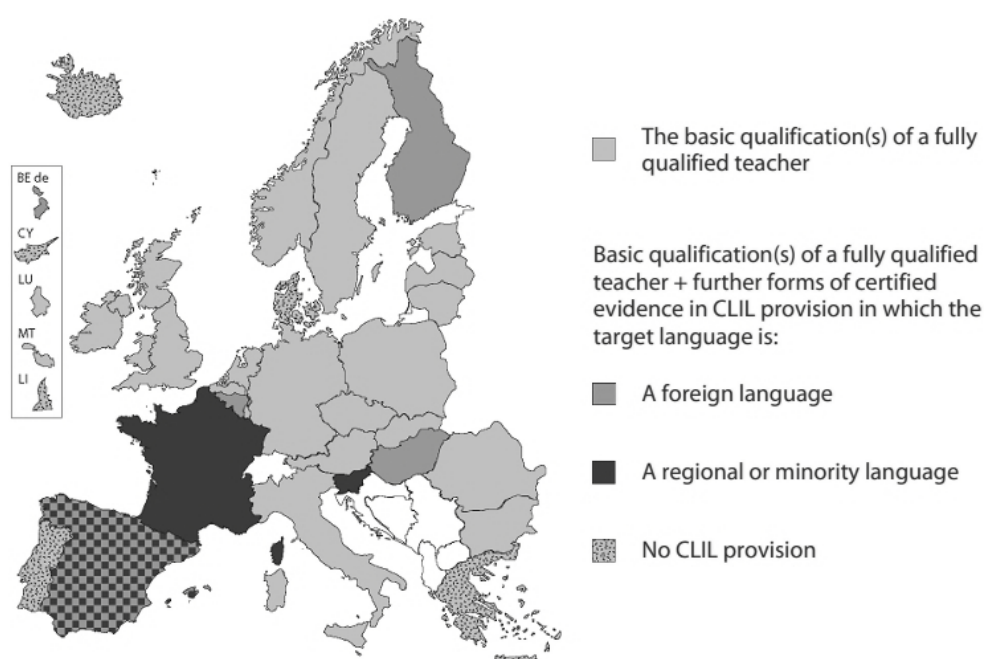 BE de
CY
LU
MT
LI
The basic qualification(s) of a fully
qualified teacher
Basic qualification(s) of a fully qualified
teacher + further forms of certified
evidence in CLIL provision in which the
target language is:
A foreign language
A regional or minority language
No CLIL provision